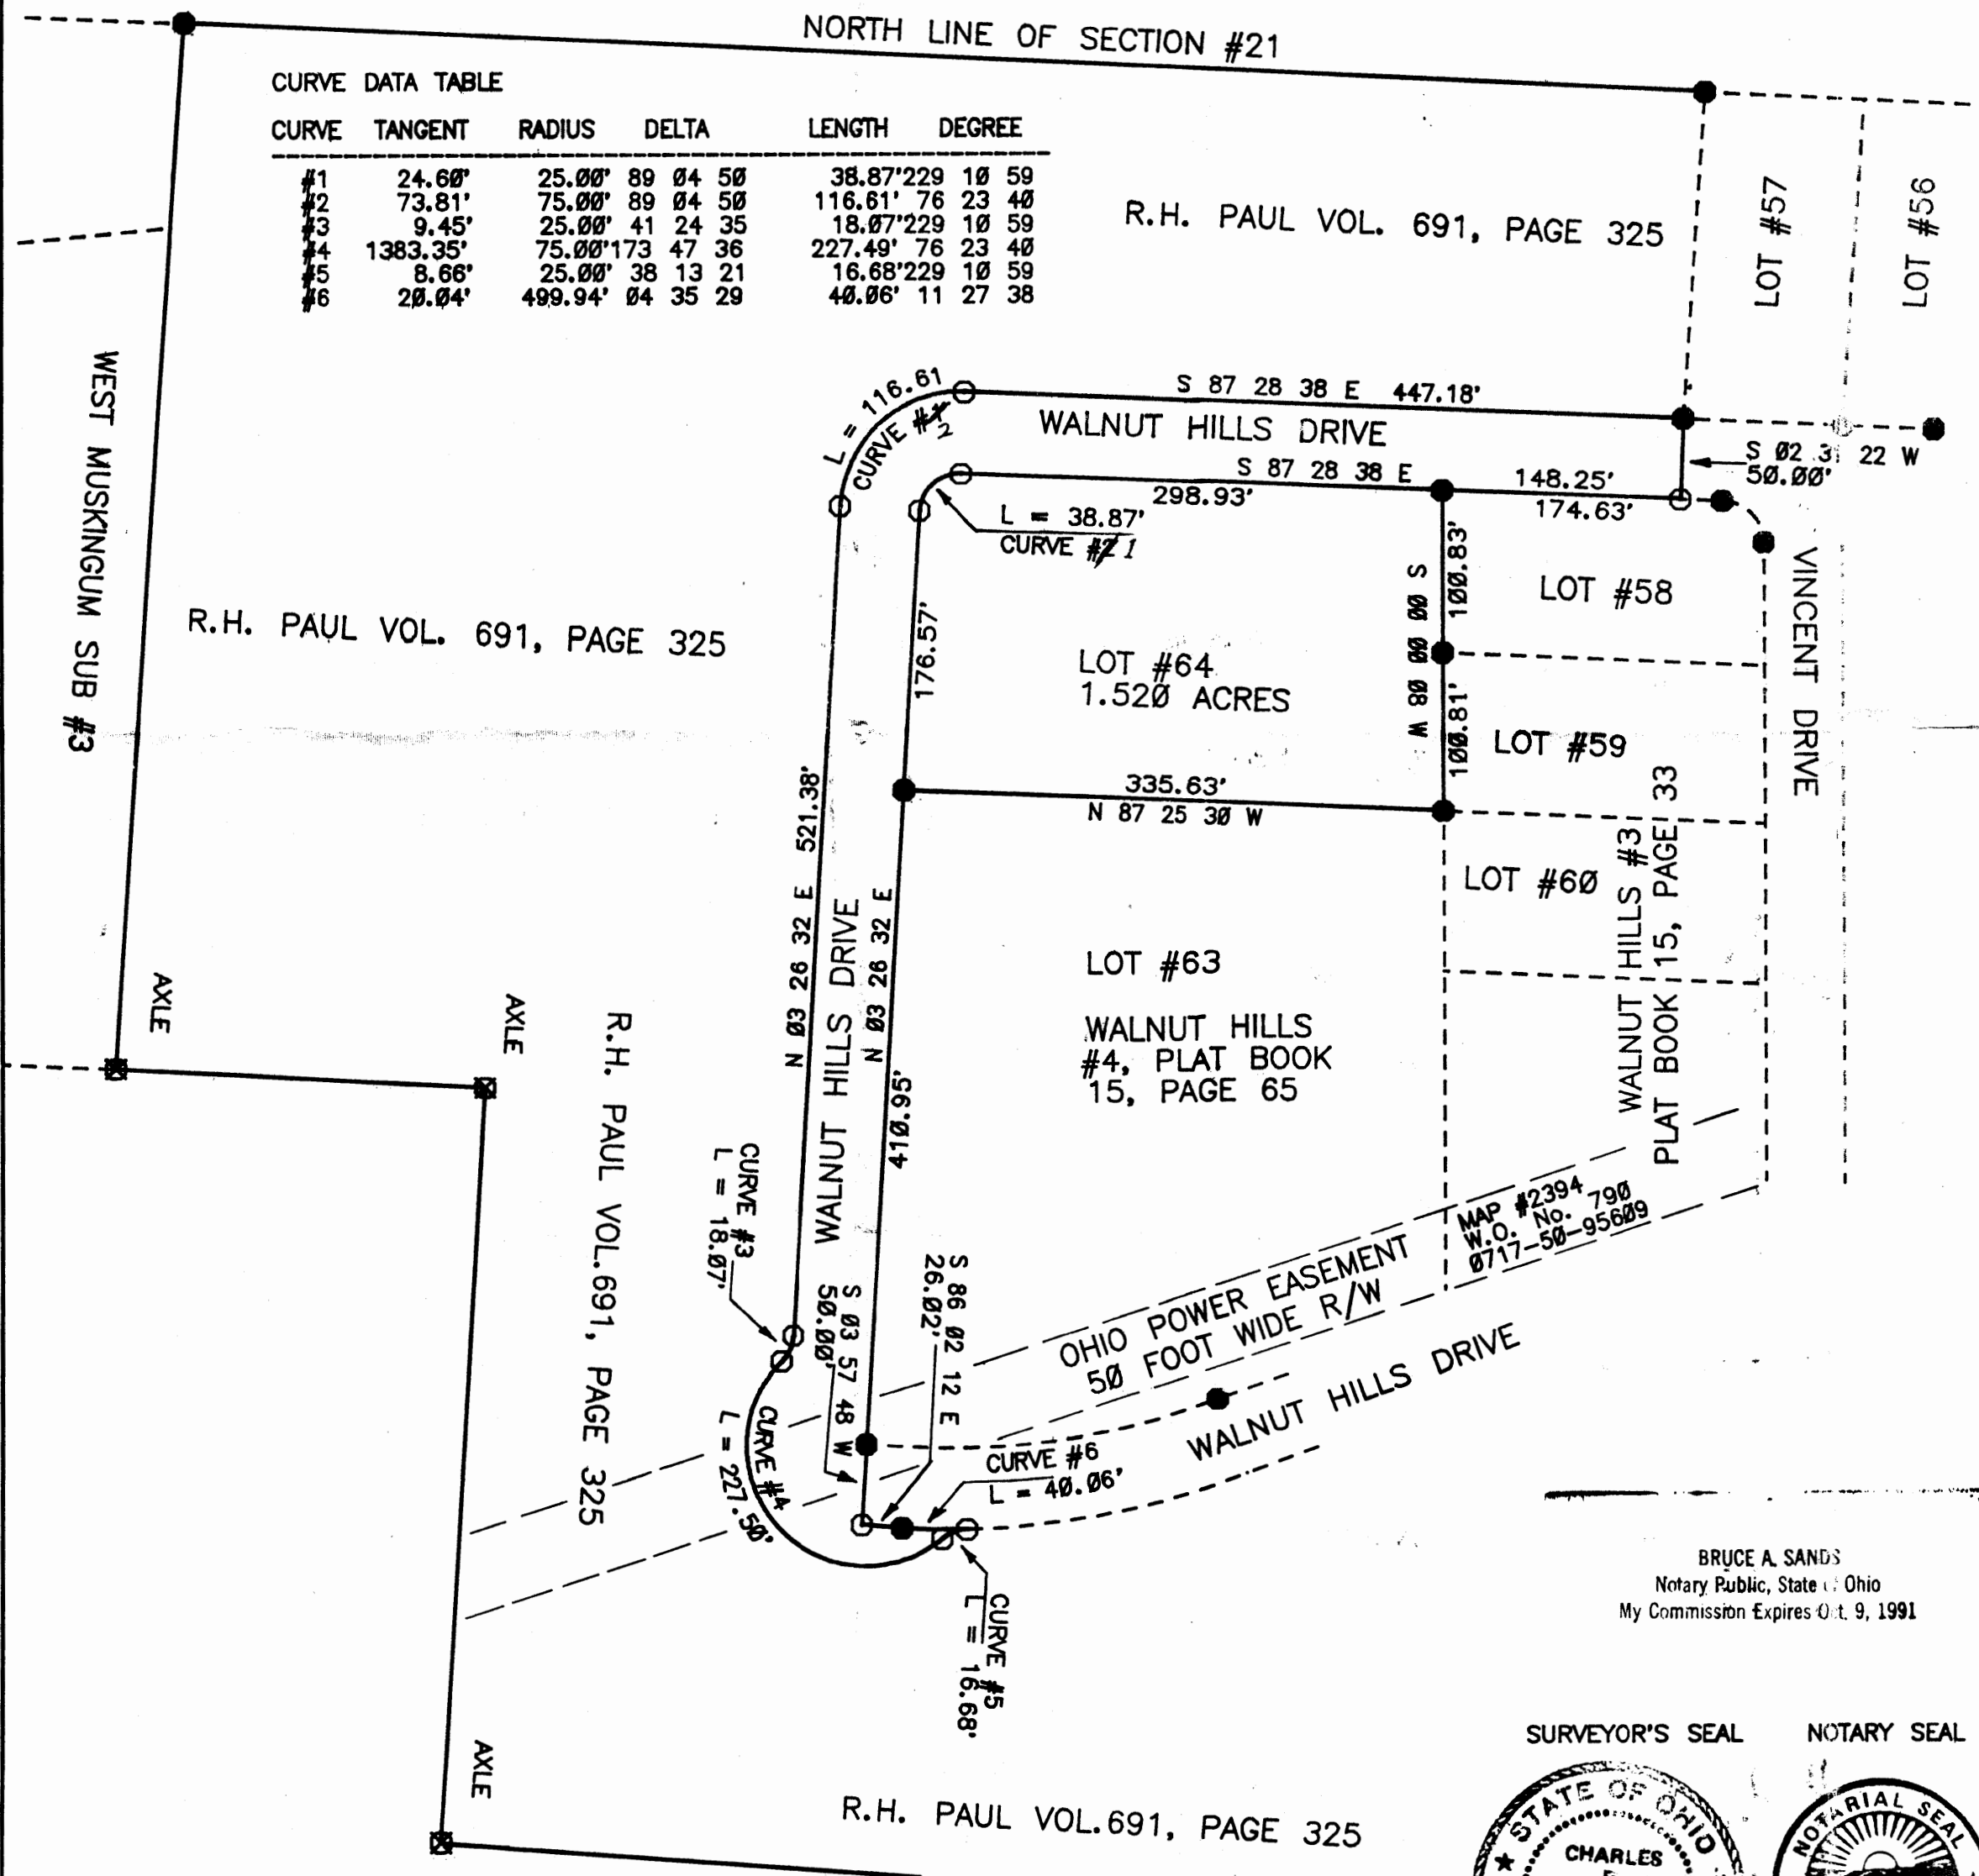 NORTH LINE OF SECTION #21
CURVE DATA TABLE
CURVE TANGENT RADIUS DELTA LENGTH DEGREE
#1 24.60' 25.00' 89 04 50 38.87' 229 10 59
#2 73.81' 75.00' 89 04 50 116.61' 76 23 40
#3 9.45' 25.00' 41 24 35 18.07' 229 10 59
#4 1383.35' 75.00' 173 47 36 227.49' 76 23 40
#5 8.66' 25.00' 38 13 21 16.68' 229 10 59
#6 20.04' 499.94' 04 35 29 40.06' 11 27 38
R.H. PAUL VOL. 691, PAGE 325
LOT #57
LOT #56
WEST MUSKINGUM SUB #3
L = 116.61
CURVE #2
S 87 28 38 E 447.18'
WALNUT HILLS DRIVE
S 87 28 38 E
298.93'
148.25'
174.63'
S 02 31 22 W
50.00'
L = 38.87'
CURVE #1
R.H. PAUL VOL. 691, PAGE 325
176.57'
LOT #64
1.520 ACRES
S 00 00 08 W
100.83'
100.81'
LOT #58
LOT #59
VINCENT DRIVE
335.63'
N 87 25 30 W
LOT #60
WALNUT HILLS #3
PLAT BOOK 15, PAGE 33
N 03 26 32 E 521.38'
WALNUT HILLS DRIVE
N 03 26 32 E
410.95'
LOT #63
WALNUT HILLS
#4, PLAT BOOK
15, PAGE 65
AXLE
AXLE
R.H. PAUL VOL.691, PAGE 325
CURVE #3
L = 18.07'
S 03 57 48 W
50.00'
S 86 02 12 E
26.02'
OHIO POWER EASEMENT
50 FOOT WIDE R/W
MAP #2394
W.O. No. 790
0717-50-95609
WALNUT HILLS DRIVE
CURVE #4
L = 227.50'
CURVE #6
L = 40.06'
CURVE #5
L = 16.68'
BRUCE A. SANDS
Notary Public, State of Ohio
My Commission Expires Oct. 9, 1991
SURVEYOR'S SEAL NOTARY SEAL
AXLE
R.H. PAUL VOL.691, PAGE 325
STATE OF OHIO
CHARLES
NOTARIAL SEAL